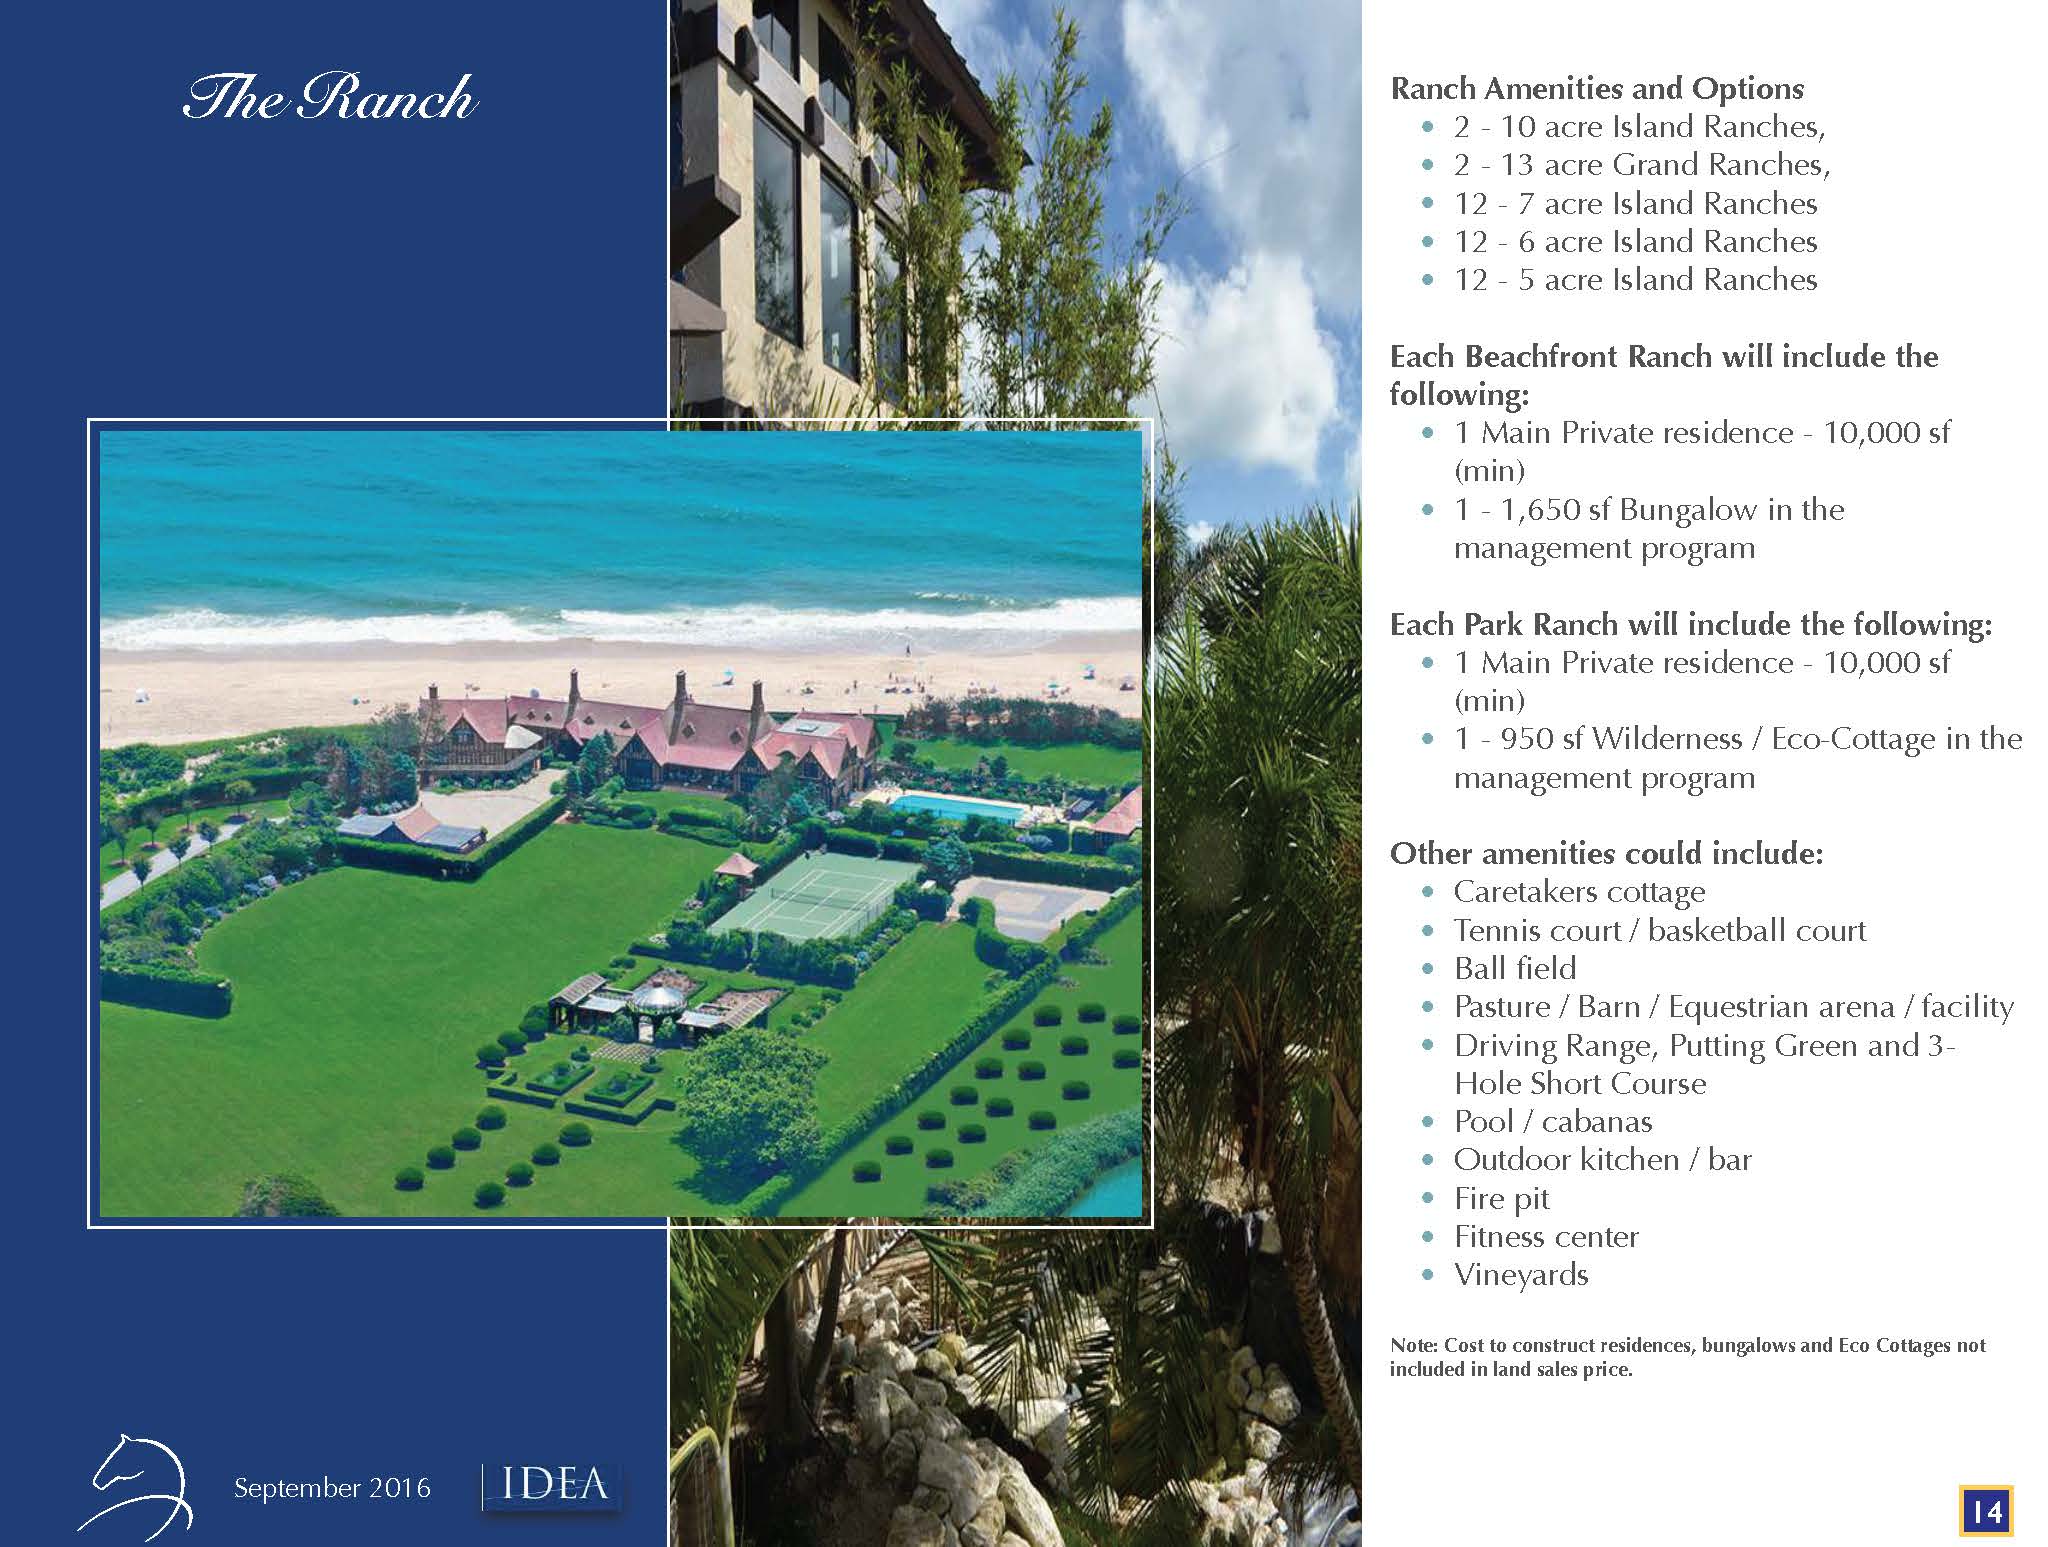 The Ranch
Ranch Amenities and Options
• 2 - 10 acre Island Ranches,
• 2 - 13 acre Grand Ranches,
• 12 - 7 acre Island Ranches
• 12 - 6 acre Island Ranches
• 12 - 5 acre Island Ranches
Each Beachfront Ranch will include the
following:
• 1 Main Private residence - 10,000 sf
(min)
• 1 - 1,650 sf Bungalow in the
management program
Each Park Ranch will include the following:
• 1 Main Private residence - 10,000 sf
(min)
• 1 - 950 sf Wilderness / Eco-Cottage in the
management program
Other amenities could include:
• Caretakers cottage
• Tennis court / basketball court
• Ball field
• Pasture / Barn / Equestrian arena / facility
• Driving Range, Putting Green and 3-
Hole Short Course
• Pool / cabanas
• Outdoor kitchen / bar
• Fire pit
• Fitness center
• Vineyards
Note: Cost to construct residences, bungalows and Eco Cottages not
included in land sales price.
September 2016
IDEA
14